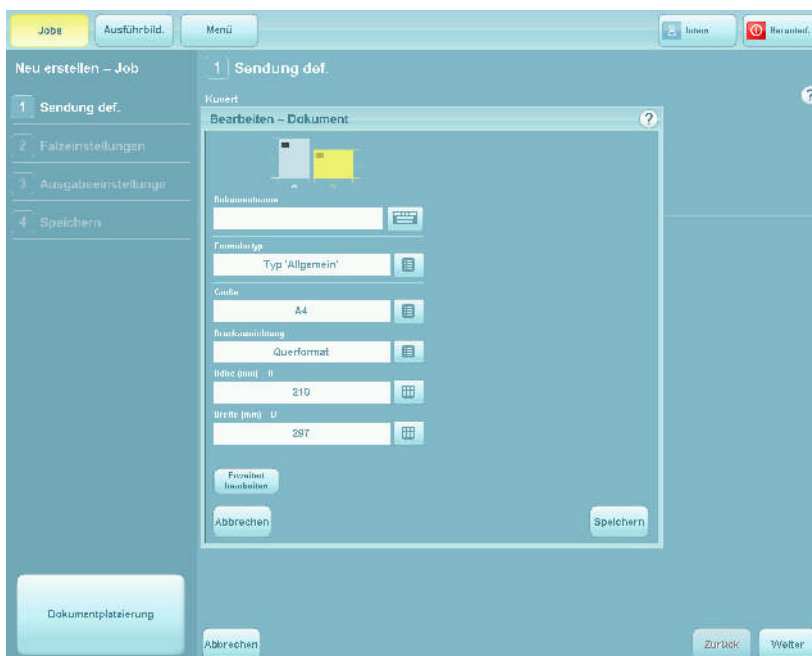 Jobs
Ausführbild.
Menü
Intern
Herunterf.
Neu erstellen – Job
1 Sendung def.
2 Falzeinstellungen
3 Ausgabeeinstellunge
4 Speichern
1 Sendung def.
Kuvert
Bearbeiten – Dokument
?
?
Dokumentname
Formulartyp
Typ 'Allgemein'
Größe
A4
Druckausrichtung
Querformat
Höhe (mm)
210
Breite (mm)
297
Erweitert
bearbeiten
Abbrechen
Speichern
Dokumentplatzierung
Abbrechen
Zurück
Weiter